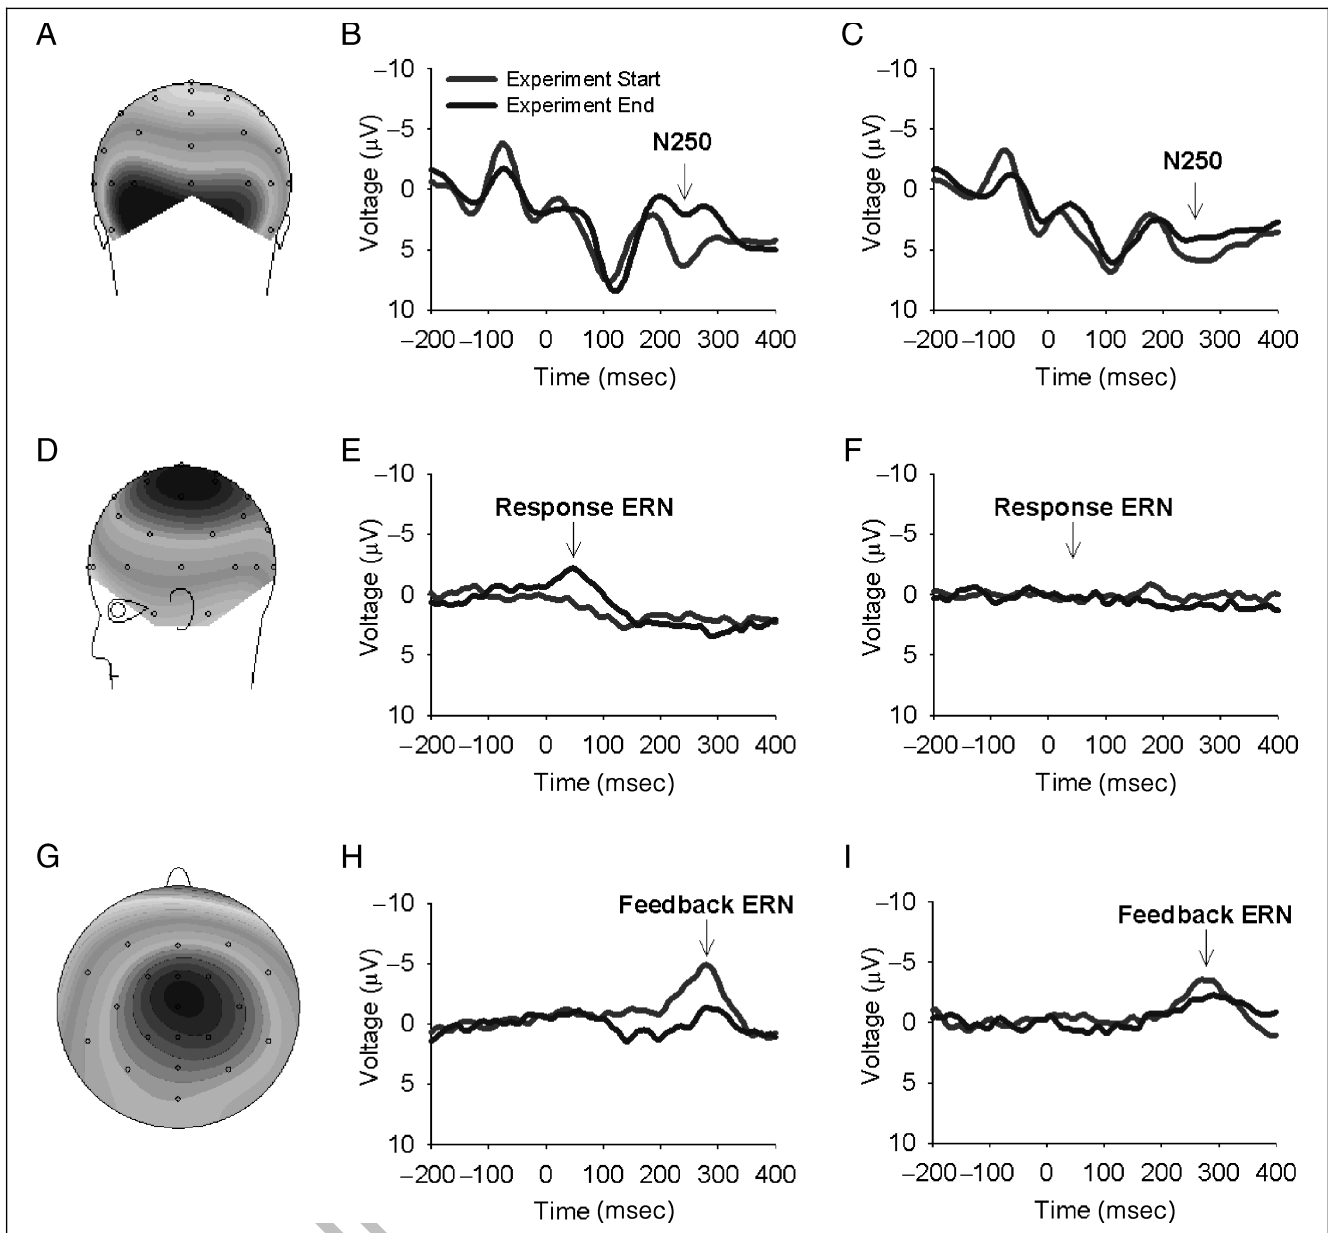 A
B
C
–10
–5
0
5
10
Voltage (µV)
Experiment Start
Experiment End
N250
–200
–100
0
100
200
300
400
Time (msec)
–10
–5
0
5
10
Voltage (µV)
N250
–200
–100
0
100
200
300
400
Time (msec)
D
E
F
–10
–5
0
5
10
Voltage (µV)
Response ERN
–200
–100
0
100
200
300
400
Time (msec)
–10
–5
0
5
10
Voltage (µV)
Response ERN
–200
–100
0
100
200
300
400
Time (msec)
G
H
I
–10
–5
0
5
10
Voltage (µV)
Feedback ERN
–200
–100
0
100
200
300
400
Time (msec)
–10
–5
0
5
10
Voltage (µV)
Feedback ERN
–200
–100
0
100
200
300
400
Time (msec)